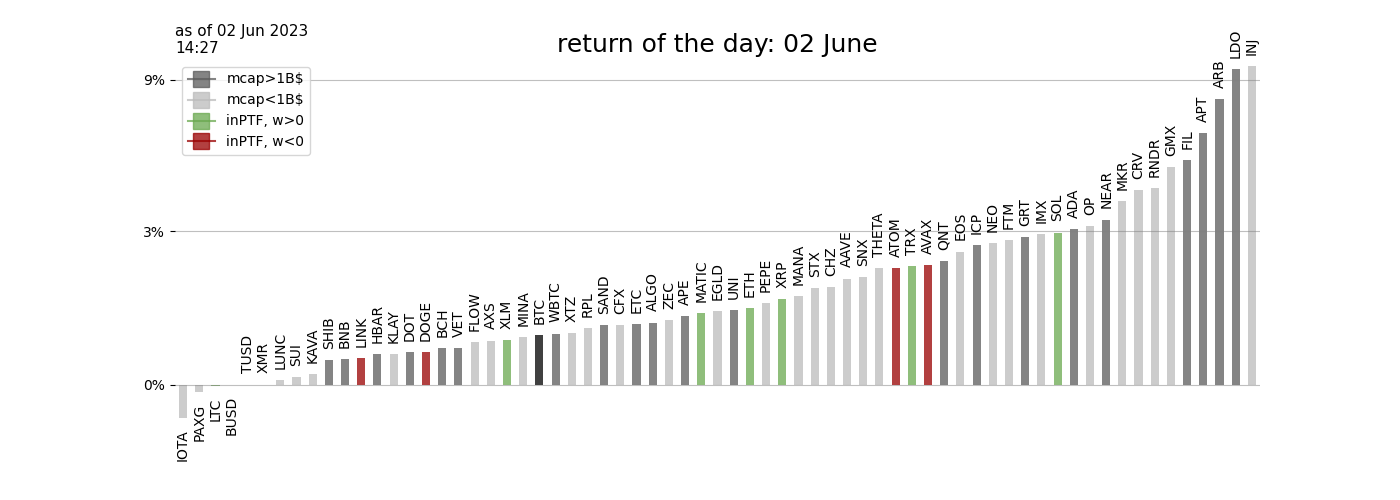 as of 02 Jun 2023
14:27
return of the day: 02 June
mcap>1B$
mcap<1B$
inPTF, w>0
inPTF, w<0
9%
3%
0%
IOTA
PAXG
LTC
BUSD
TUSD
XMR
LUNC
SUI
KAVA
SHIB
BNB
LINK
HBAR
KLAY
DOT
DOGE
BCH
VET
FLOW
AXS
XLM
MINA
BTC
WBTC
XTZ
RPL
SAND
CFX
ETC
ALGO
ZEC
APE
MATIC
EGLD
UNI
ETH
PEPE
XRP
MANA
STX
CHZ
AAVE
SNX
THETA
ATOM
TRX
AVAX
QNT
EOS
ICP
NEO
FTM
GRT
IMX
SOL
ADA
OP
NEAR
MKR
CRV
RNDR
GMX
FIL
APT
ARB
LDO
INJ